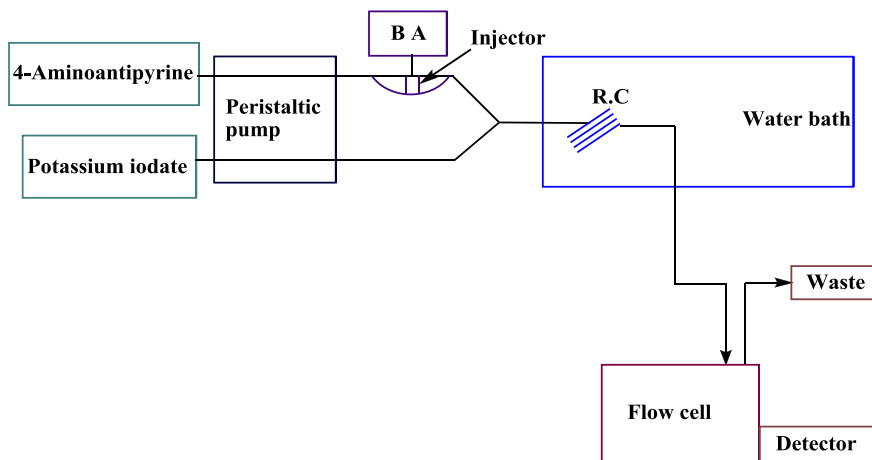 B A
Injector
4-Aminoantipyrine
Peristaltic
pump
R.C
Water bath
Potassium iodate
Waste
Flow cell
Detector